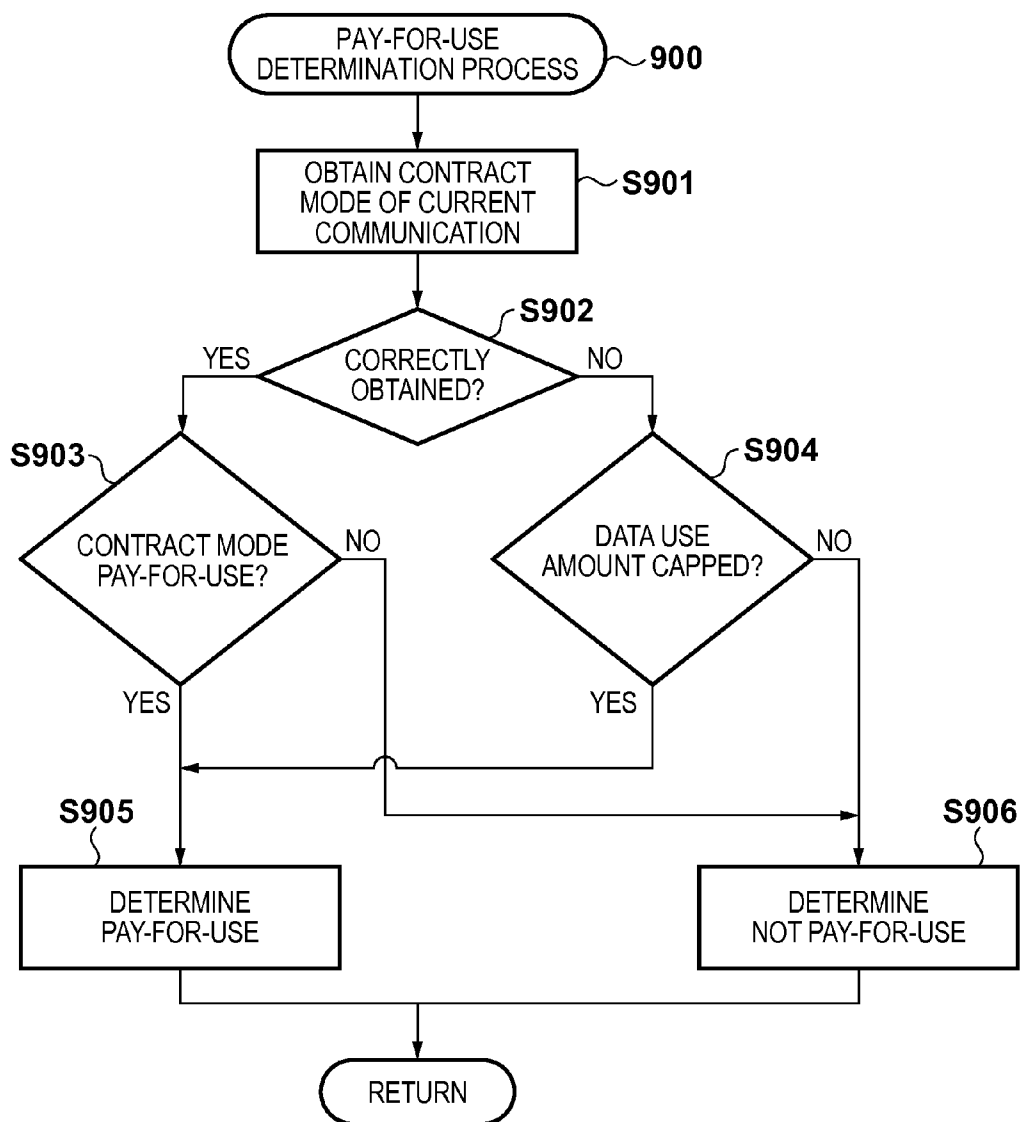 PAY-FOR-USE
DETERMINATION PROCESS
900
OBTAIN CONTRACT
MODE OF CURRENT
COMMUNICATION
S901
S902
YES
CORRECTLY
OBTAINED?
NO
S903
S904
CONTRACT MODE
PAY-FOR-USE?
NO
DATA USE
AMOUNT CAPPED?
NO
YES
YES
S905
S906
DETERMINE
PAY-FOR-USE
DETERMINE
NOT PAY-FOR-USE
RETURN